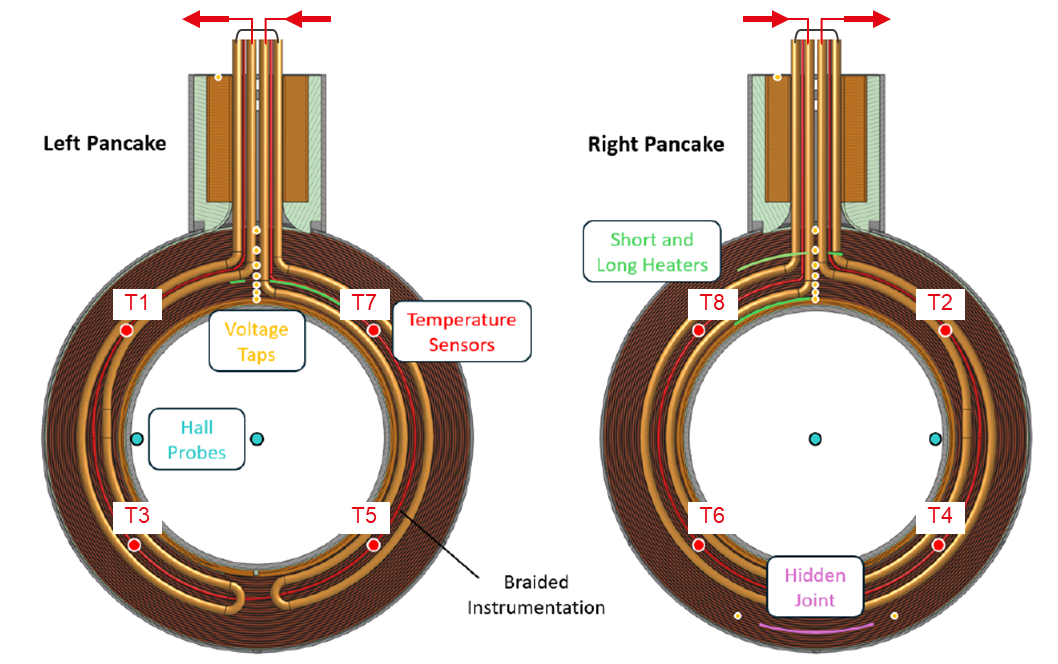 Left Pancake
Right Pancake
Short and
Long Heaters
T1
T7
T8
T2
Voltage
Taps
Temperature
Sensors
Hall
Probes
T3
T5
T6
T4
Braided
Instrumentation
Hidden
Joint